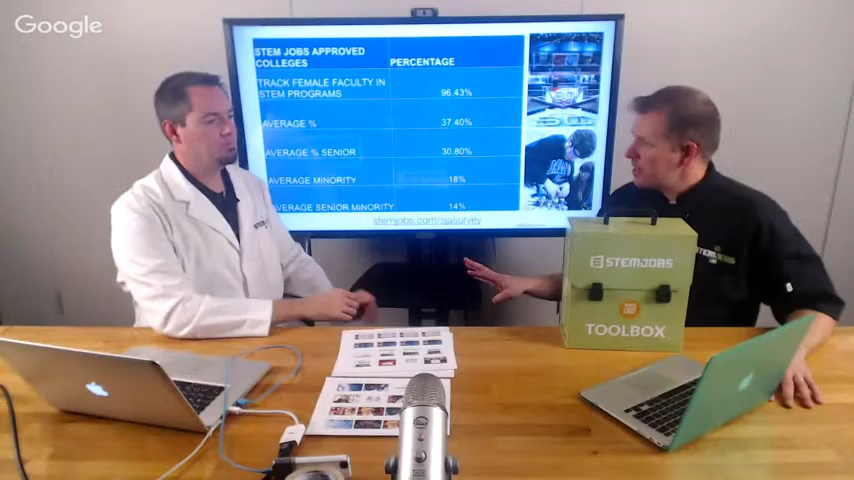 Google
STEM JOBS APPROVED COLLEGES PERCENTAGE
TRACK FEMALE FACULTY IN STEM PROGRAMS 96.43%
AVERAGE % 37.40%
AVERAGE % SENIOR 30.80%
AVERAGE MINORITY 18%
AVERAGE SENIOR MINORITY 14%
stemjobs.com/sjasurvey
STEMJOBS
TOOLBOX